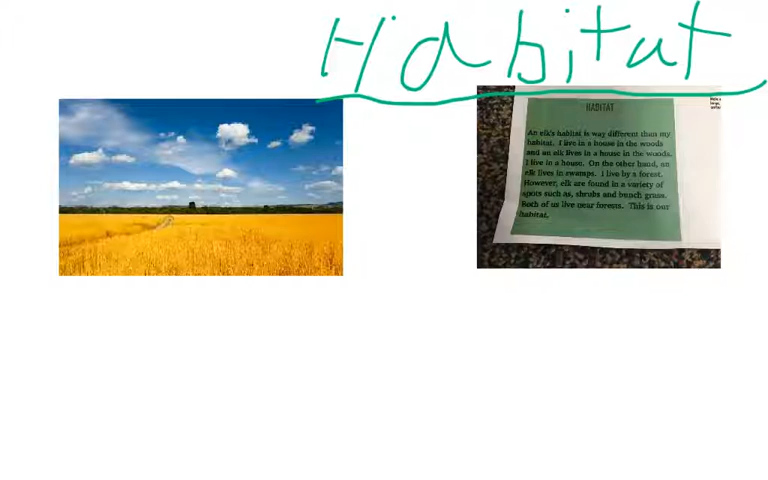 Habitat
HABITAT
An elk's habitat is way different than my
habitat. I live in a house in the woods
and an elk lives in a house in the woods.
I live in a house. On the other hand, an
elk lives in swamps. I live by a forest.
However, elk are found in a variety of
spots such as, shrubs and bunch grass.
Both of us live near forests. This is our
habitat.